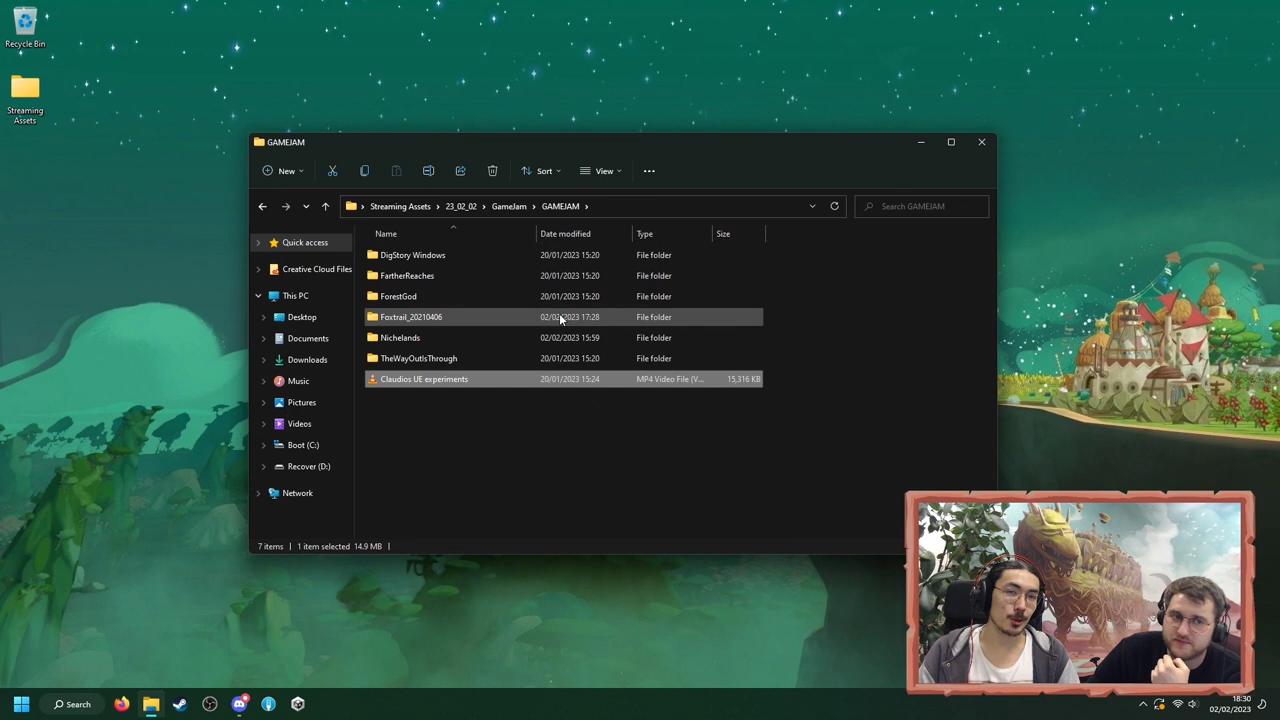 Recycle Bin
Streaming
Assets
GAMEJAM
New
Sort
View
Streaming Assets
23_02_02
GameJam
GAMEJAM
Search GAMEJAM
Name
Date modified
Type
Size
Quick access
Creative Cloud Files
This PC
Desktop
Documents
Downloads
Music
Pictures
Videos
Boot (C:)
Recover (D:)
Network
DigStory Windows 20/01/2023 15:20 File folder
FartherReaches 20/01/2023 15:20 File folder
ForestGod 20/01/2023 15:20 File folder
Foxtrail_20210406 02/02/2023 17:28 File folder
Nichelands 02/02/2023 15:59 File folder
TheWayOutIsThrough 20/01/2023 15:20 File folder
Claudios UE experiments 20/01/2023 15:24 MP4 Video File (V... 15,316 KB
7 items
1 item selected 14.9 MB
Search
18:30
02/02/2023